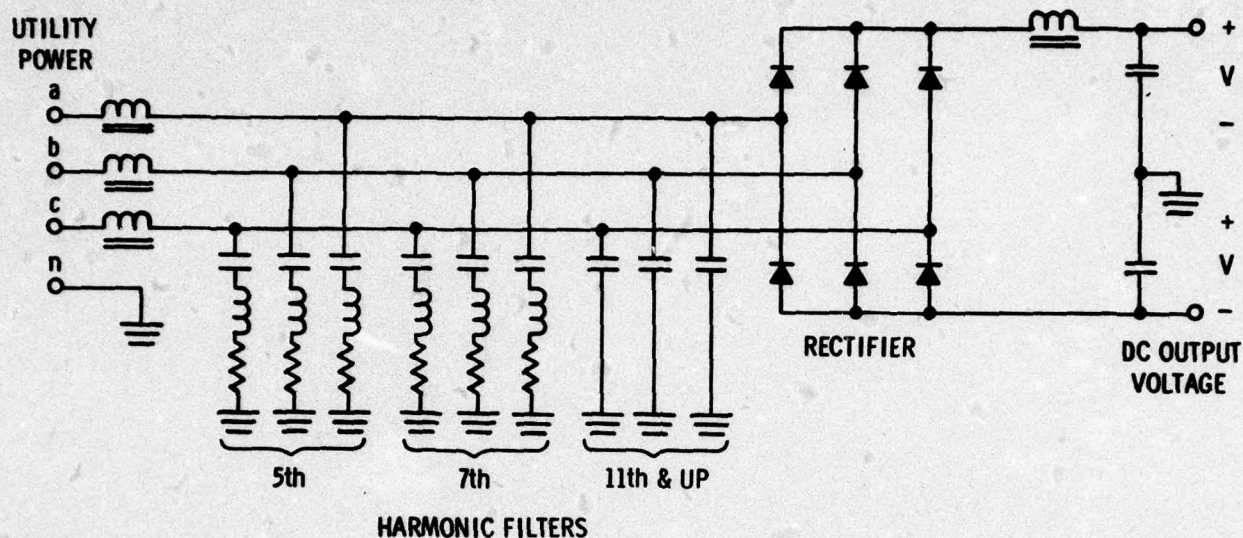 UTILITY
POWER
a
b
c
n
5th
7th
11th & UP
HARMONIC FILTERS
RECTIFIER
+
V
-
+
V
-
DC OUTPUT
VOLTAGE